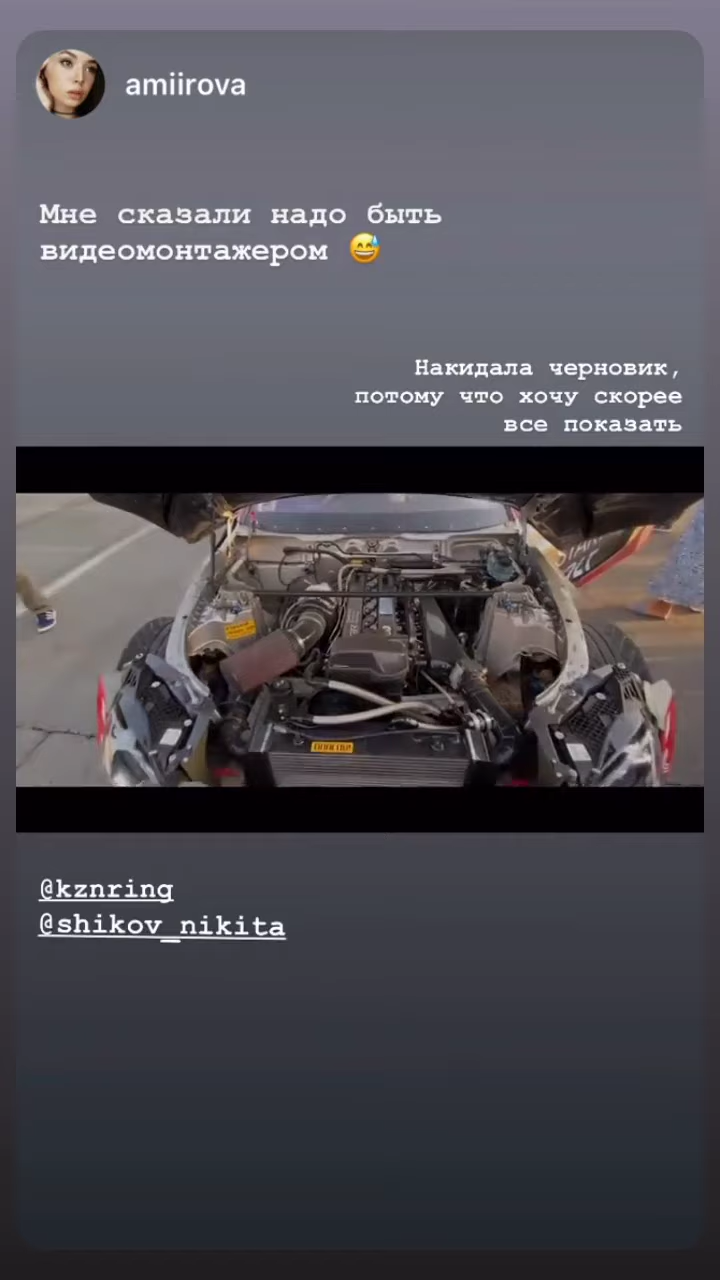 amiirova
Мне сказали надо быть
видеомонтажером 😅
Накидала черновик,
потому что хочу скорее
все показать
@kznring
@shikov_nikita